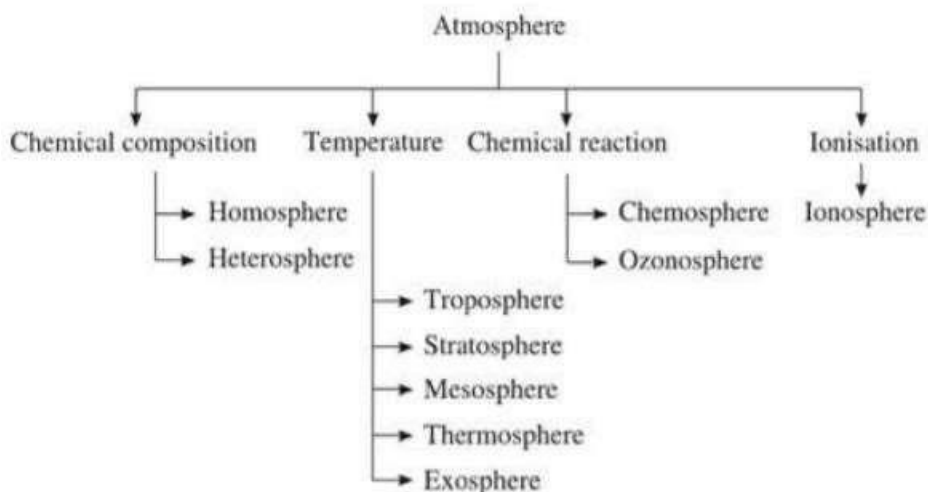 Atmosphere
Chemical composition Temperature Chemical reaction Ionisation
Homosphere Chemosphere Ionosphere
Heterosphere Ozonosphere
Troposphere
Stratosphere
Mesosphere
Thermosphere
Exosphere